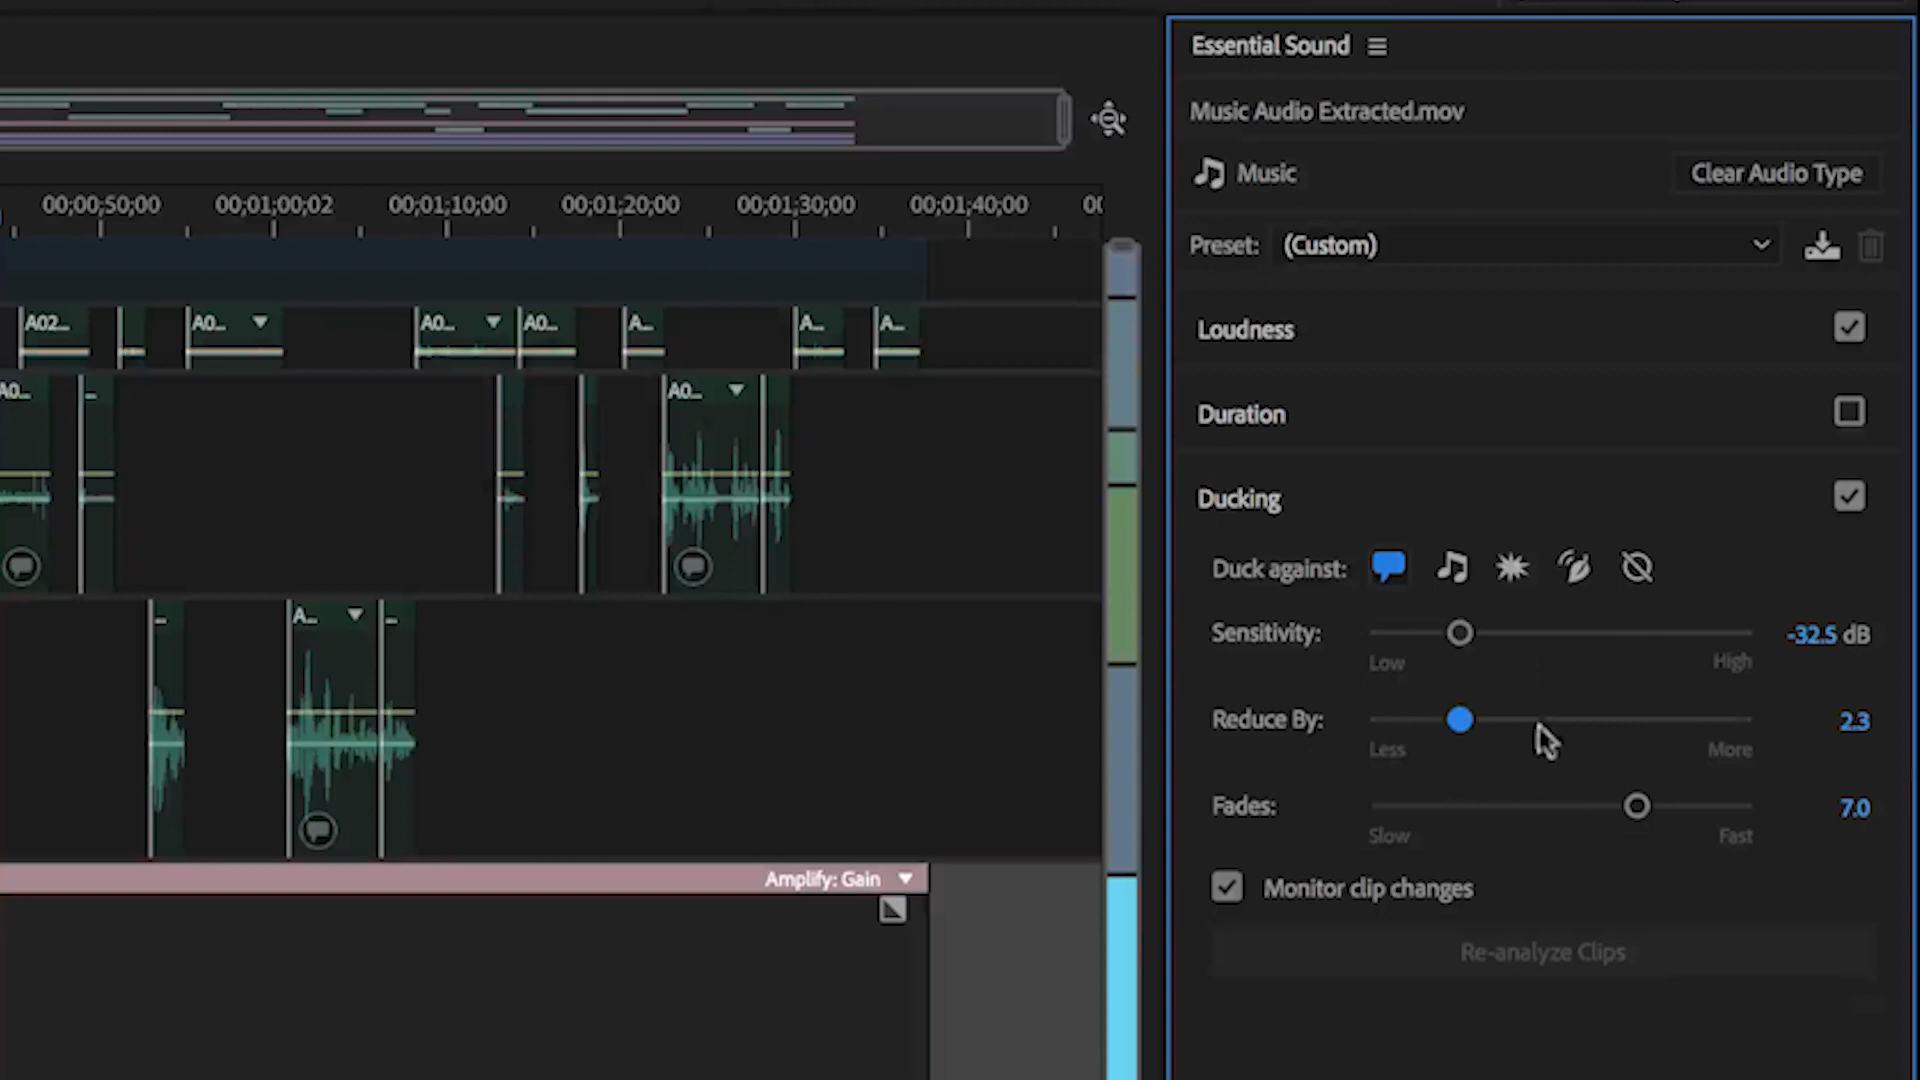 Essential Sound
Music Audio Extracted.mov
Music
Clear Audio Type
Preset: (Custom)
Loudness
Duration
Ducking
Duck against:
Sensitivity: -32.5 dB
Low High
Reduce By: 2.3
Less More
Fades: 7.0
Slow Fast
Monitor clip changes
Re-analyze Clips
00;00;50;00 00;01;00;02 00;01;10;00 00;01;20;00 00;01;30;00 00;01;40;00 00
A02... A0... A0... A0... A... A... A...
A0... ... A0...
... A... ...
Amplify: Gain